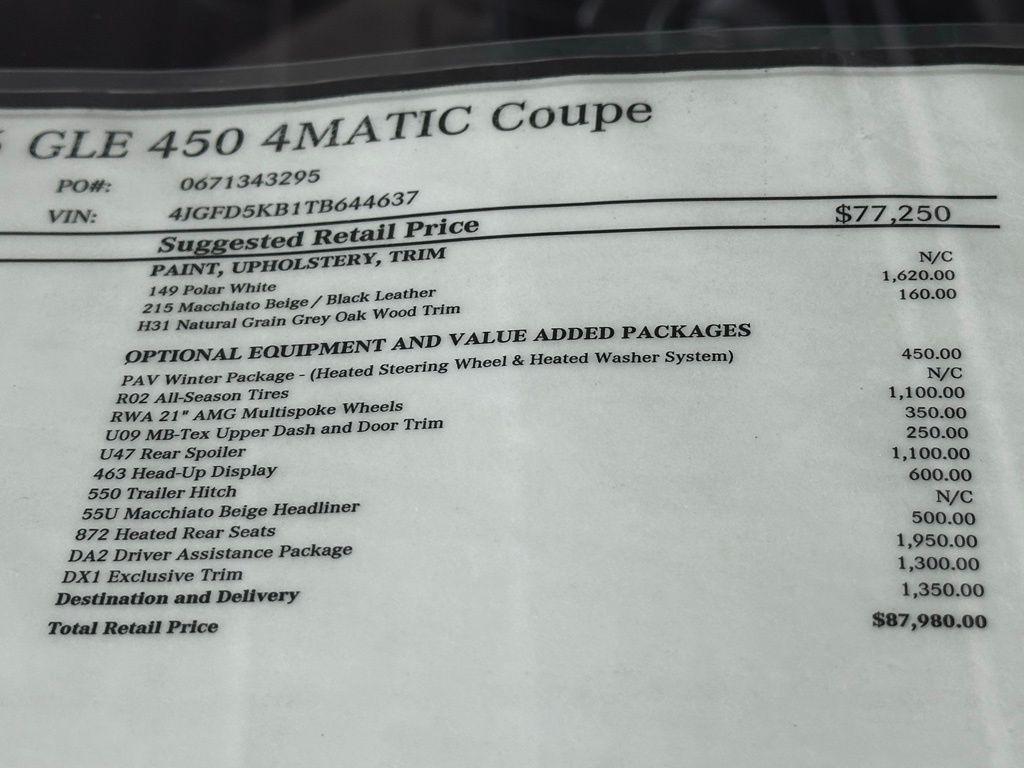 GLE 450 4MATIC Coupe
PO#: 0671343295
VIN: 4JGFD5KB1TB644637
Suggested Retail Price $77,250
PAINT, UPHOLSTERY, TRIM
149 Polar White N/C
215 Macchiato Beige / Black Leather 1,620.00
H31 Natural Grain Grey Oak Wood Trim 160.00
OPTIONAL EQUIPMENT AND VALUE ADDED PACKAGES
PAV Winter Package - (Heated Steering Wheel & Heated Washer System) 450.00
R02 All-Season Tires N/C
RWA 21" AMG Multispoke Wheels 1,100.00
U09 MB-Tex Upper Dash and Door Trim 350.00
U47 Rear Spoiler 250.00
463 Head-Up Display 1,100.00
550 Trailer Hitch 600.00
55U Macchiato Beige Headliner N/C
872 Heated Rear Seats 500.00
DA2 Driver Assistance Package 1,950.00
DX1 Exclusive Trim 1,300.00
Destination and Delivery 1,350.00
Total Retail Price $87,980.00